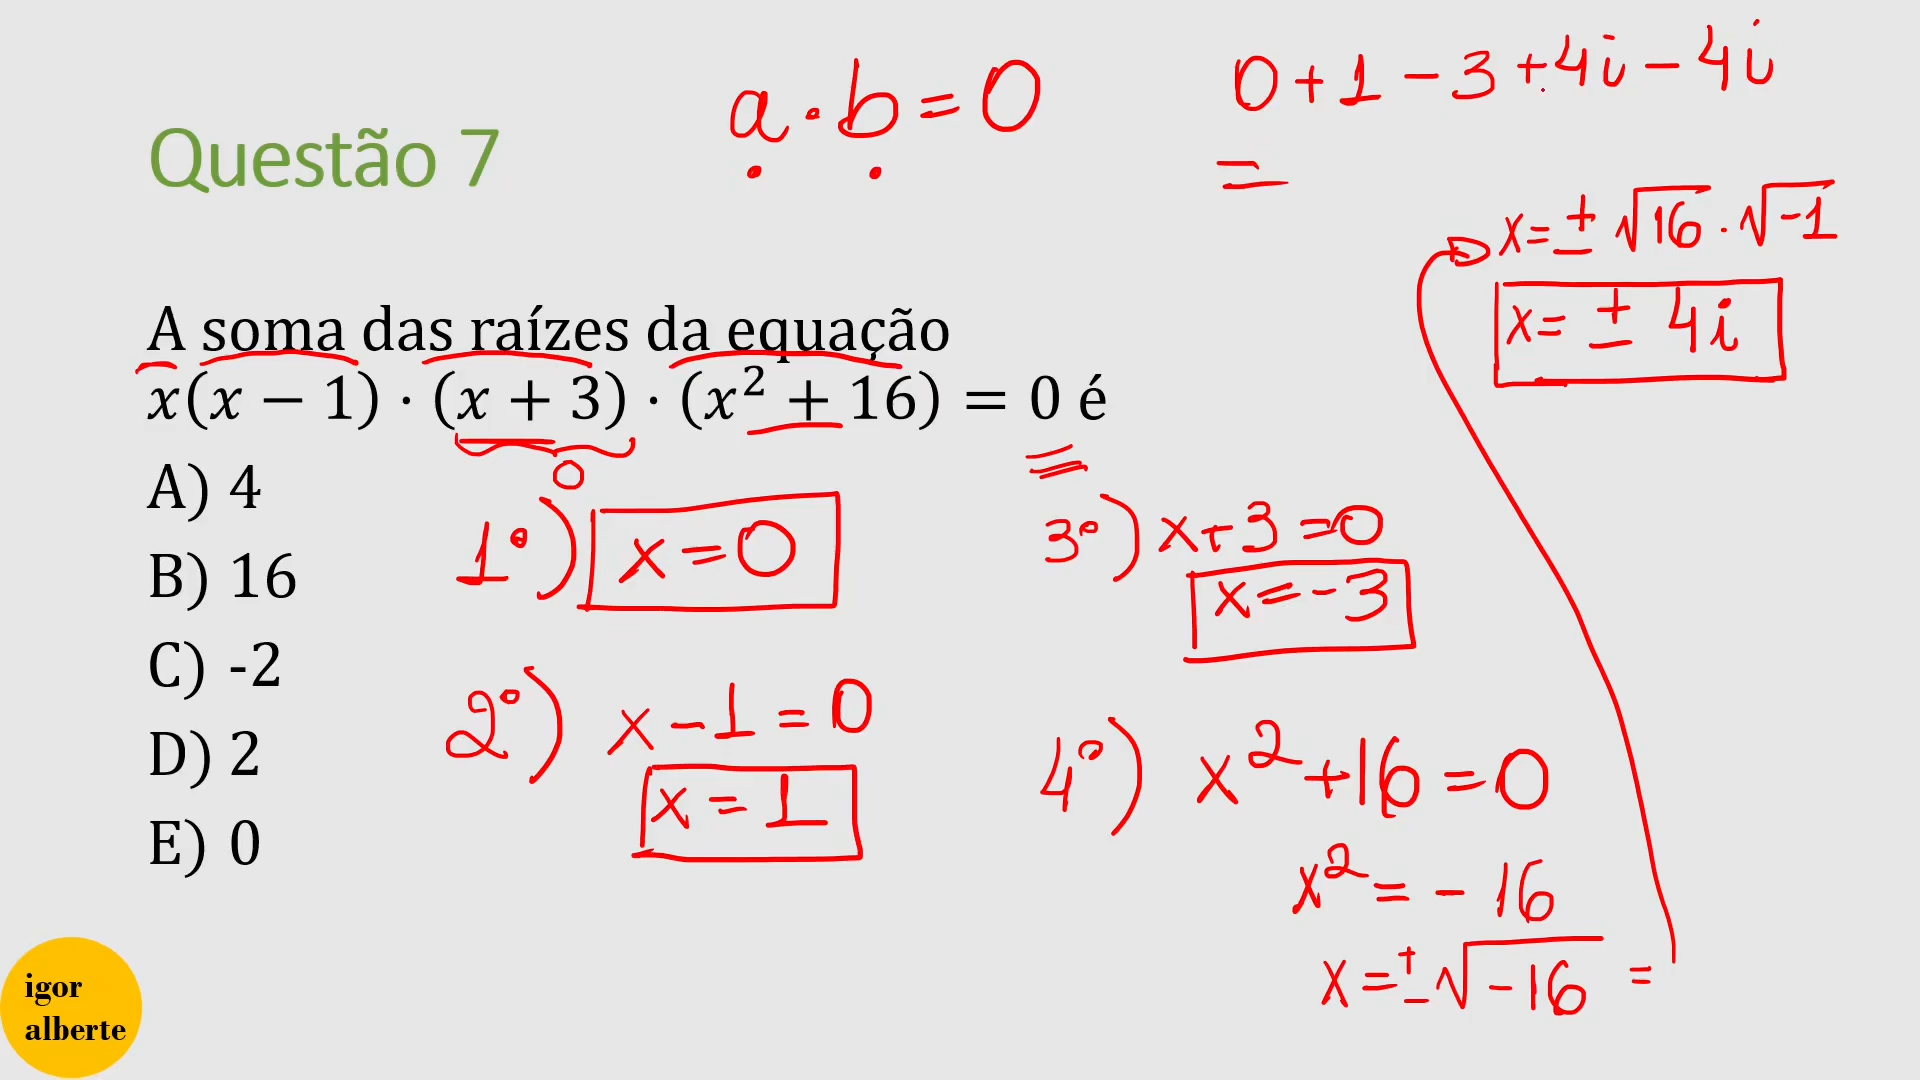 Questão 7
a · b = 0
0 + 1 - 3 + 4i - 4i
=
x = ± √16 · √-1
x = ± 4i
A soma das raízes da equação
x(x − 1) · (x + 3) · (x² + 16) = 0 é
0
A) 4
B) 16
C) -2
D) 2
E) 0
1°) x = 0
2°) x - 1 = 0
x = 1
3°) x + 3 = 0
x = -3
4°) x² + 16 = 0
x² = - 16
x = ± √-16 =
igor
alberte